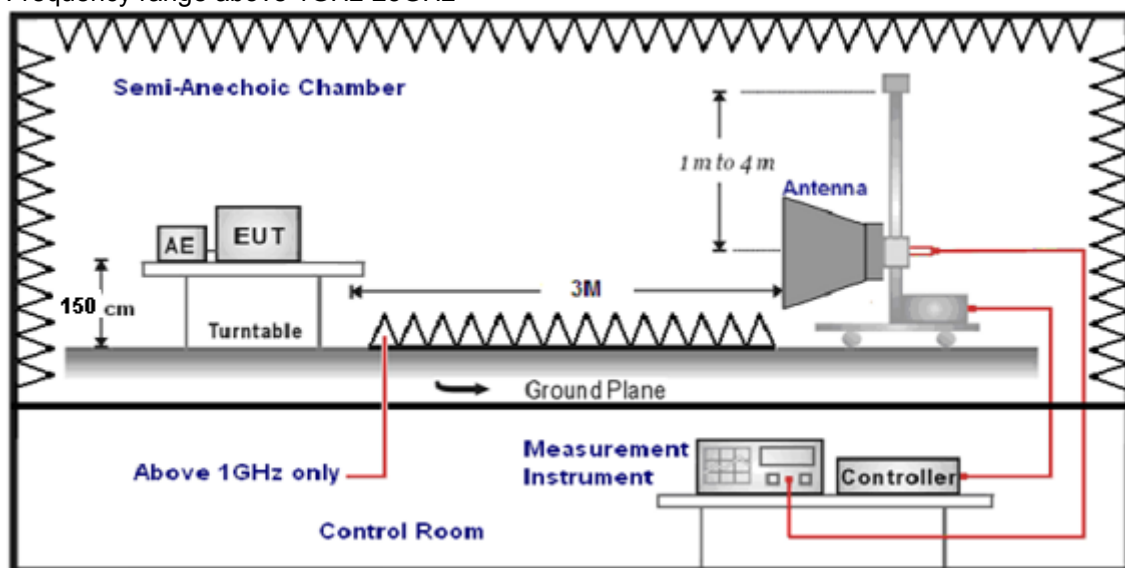 Semi-Anechoic Chamber
1 m to 4 m
Antenna
AE
EUT
150 cm
3M
Turntable
Ground Plane
Above 1GHz only
Measurement
Instrument
Controller
Control Room